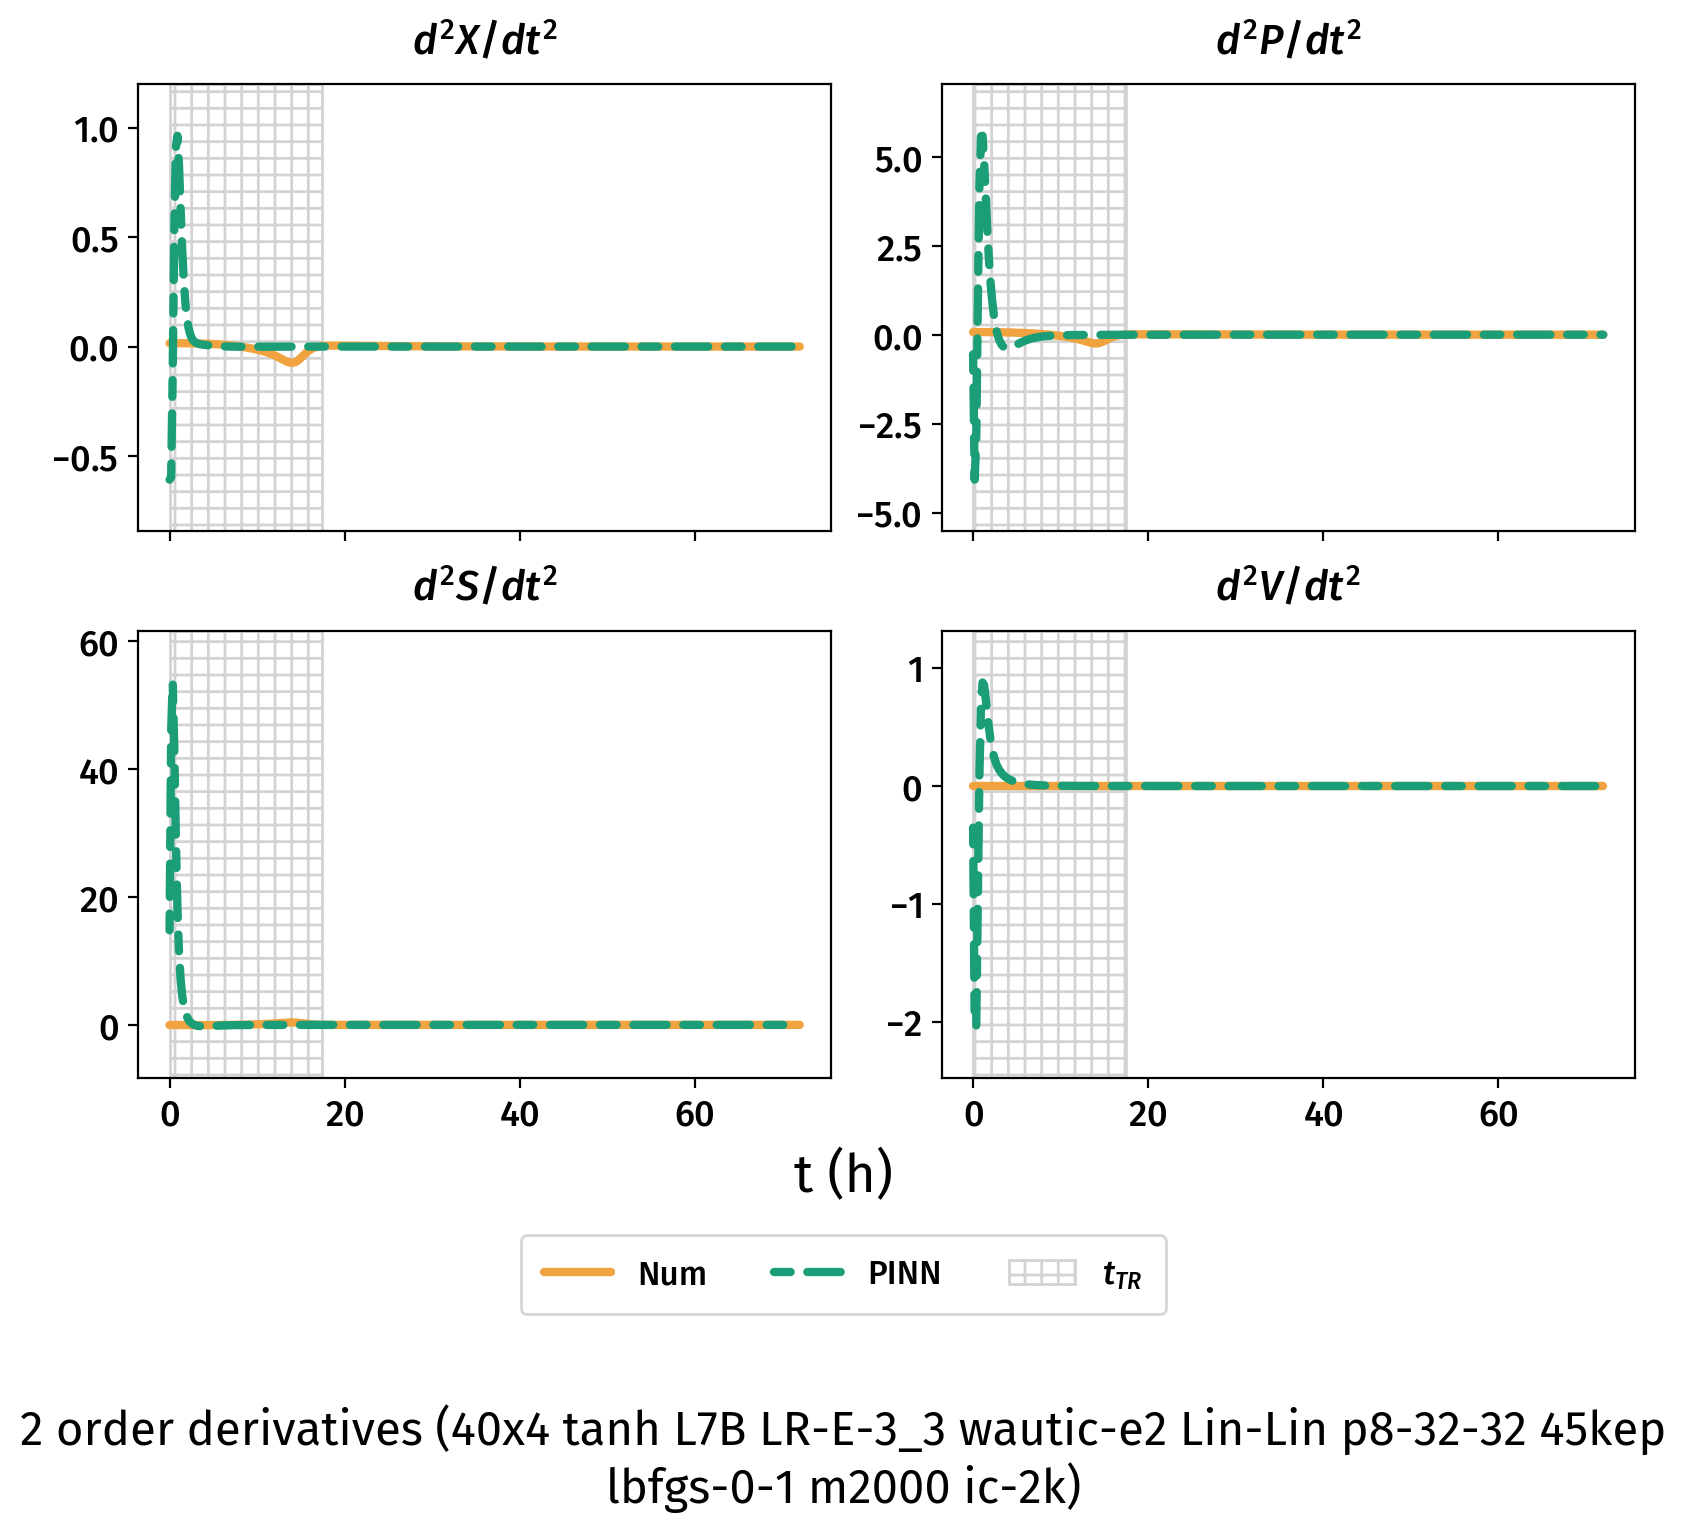 d²X/dt²
d²P/dt²
1.0
0.5
0.0
−0.5
5.0
2.5
0.0
−2.5
−5.0
d²S/dt²
d²V/dt²
60
40
20
0
1
0
−1
−2
0 20 40 60
0 20 40 60
t (h)
Num PINN t_TR
2 order derivatives (40x4 tanh L7B LR-E-3_3 wautic-e2 Lin-Lin p8-32-32 45kep
lbfgs-0-1 m2000 ic-2k)